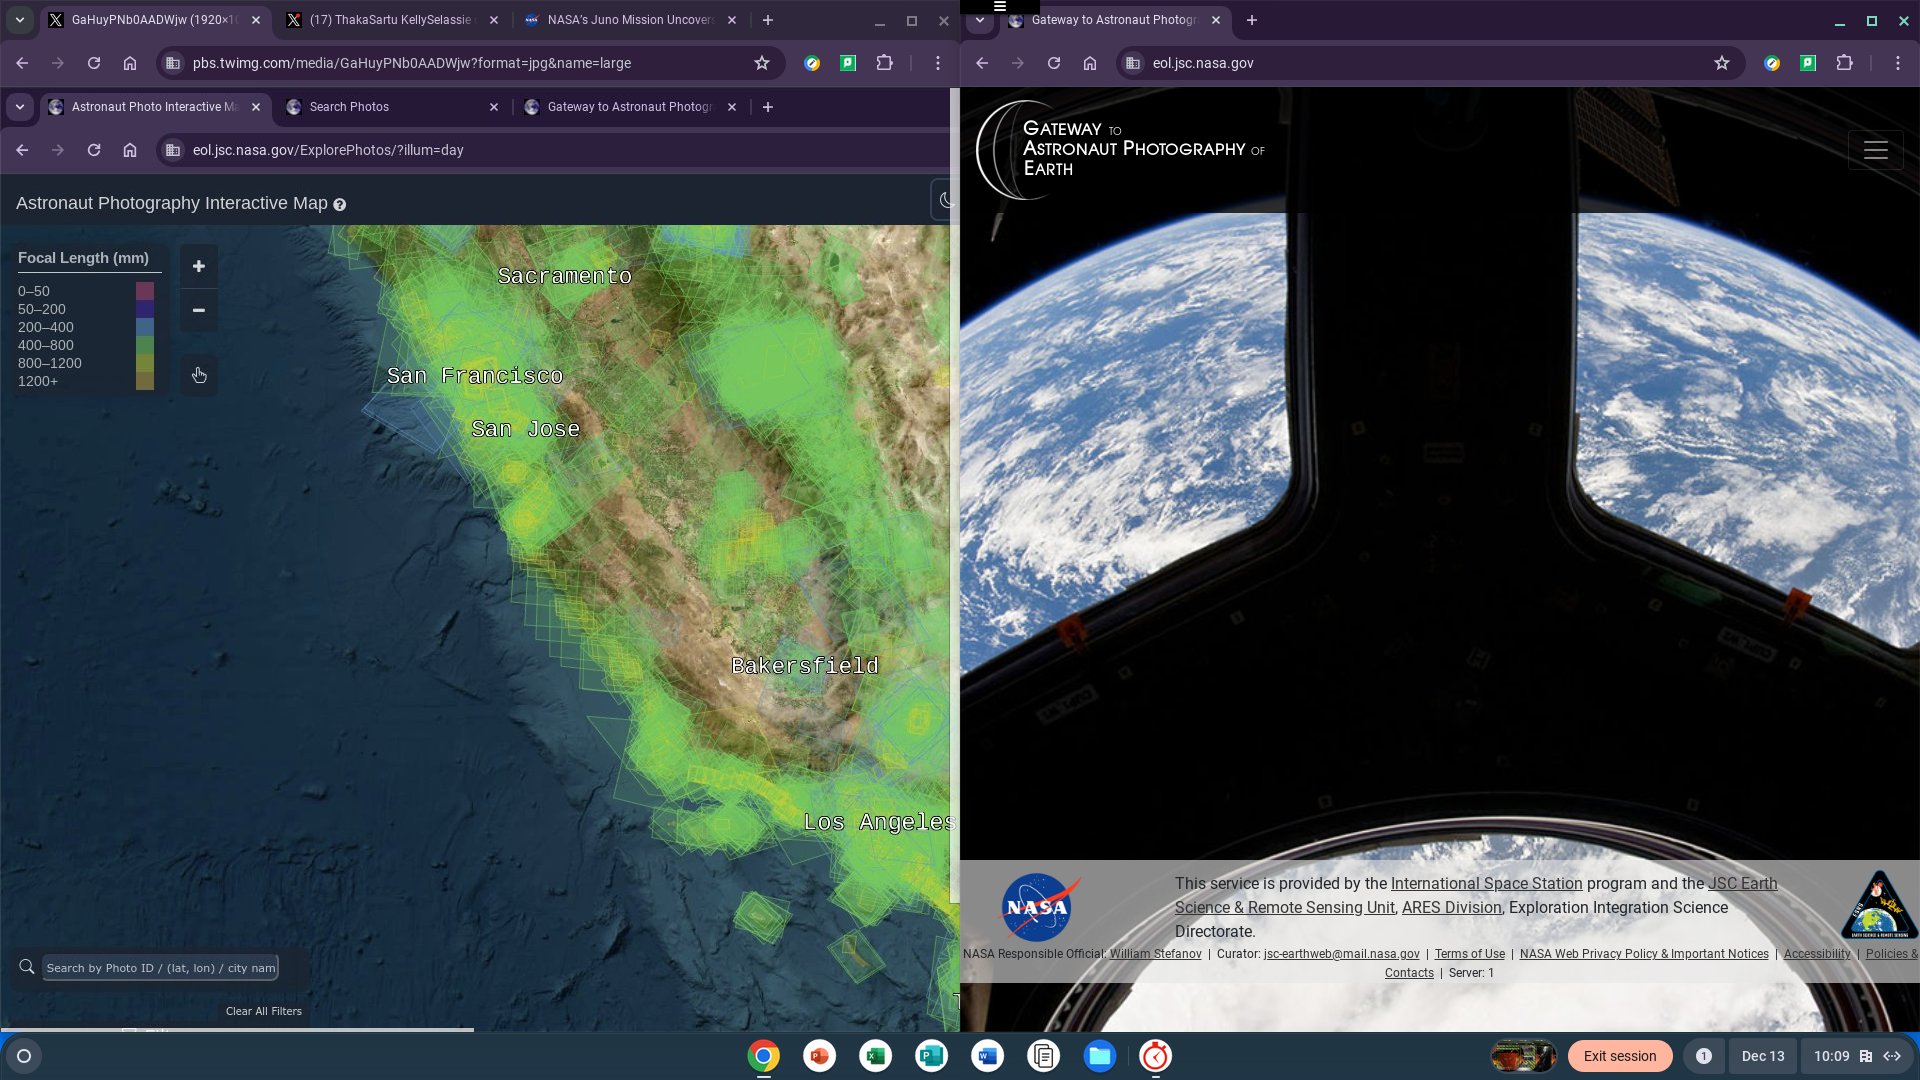 GaHuyPNb0AADWjw (1920×10
(17) ThakaSartu KellySelassie
NASA's Juno Mission Uncover
pbs.twimg.com/media/GaHuyPNb0AADWjw?format=jpg&name=large
Astronaut Photo Interactive Ma
Search Photos
Gateway to Astronaut Photogr
eol.jsc.nasa.gov/ExplorePhotos/?illum=day
Astronaut Photography Interactive Map ?
Focal Length (mm)
0–50
50–200
200–400
400–800
800–1200
1200+
+
−
Sacramento
San Francisco
San Jose
Bakersfield
Los Angeles
Search by Photo ID / (lat, lon) / city nam
Clear All Filters
Gateway to Astronaut Photogr
eol.jsc.nasa.gov
GATEWAY TO
ASTRONAUT PHOTOGRAPHY OF
EARTH
NASA
This service is provided by the International Space Station program and the JSC Earth
Science & Remote Sensing Unit, ARES Division, Exploration Integration Science
Directorate.
NASA Responsible Official: William Stefanov | Curator: jsc-earthweb@mail.nasa.gov | Terms of Use | NASA Web Privacy Policy & Important Notices | Accessibility | Policies &
Contacts | Server: 1
Exit session
1
Dec 13
10:09